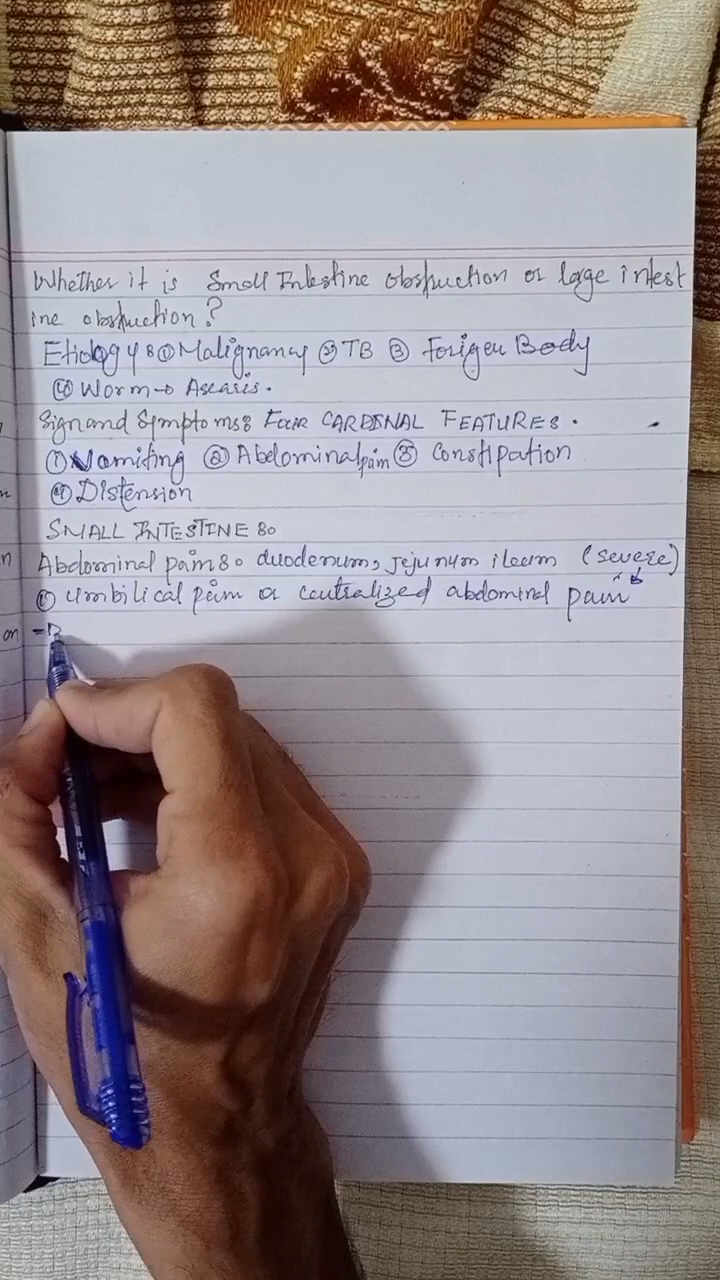 Whether it is Small Intestine Obstruction or large intest
ine obstruction?
Etiology: ① Malignancy ② TB ③ Forigeu Body
④ Worm → Ascaris.
Sign and Symptoms: FOUR CARDINAL FEATURES.
① Vomiting ② Abdominal pain ③ Constipation
④ Distension
SMALL INTESTINE:
n Abdominal pain: duodenum, Jejunum ileum (severe)
① Umbilical pain or centralized abdominal pain
on